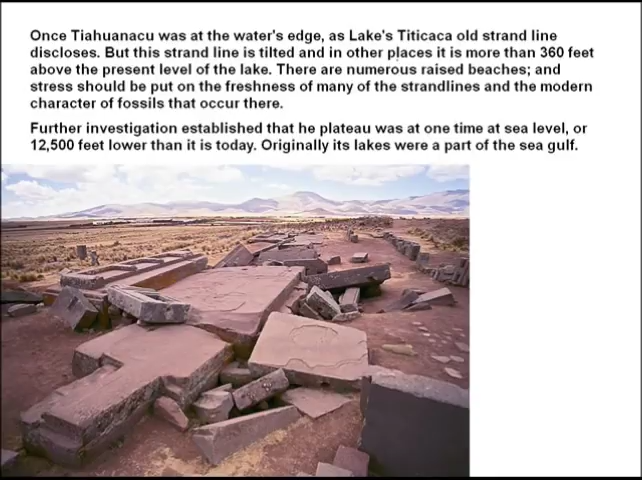 Once Tiahuanacu was at the water's edge, as Lake's Titicaca old strand line
discloses. But this strand line is tilted and in other places it is more than 360 feet
above the present level of the lake. There are numerous raised beaches; and
stress should be put on the freshness of many of the strandlines and the modern
character of fossils that occur there.
Further investigation established that he plateau was at one time at sea level, or
12,500 feet lower than it is today. Originally its lakes were a part of the sea gulf.